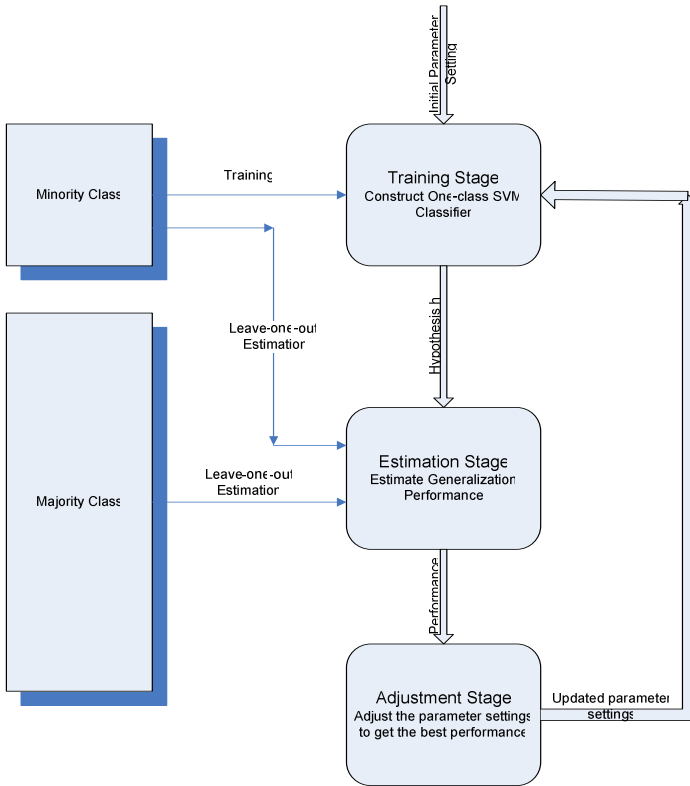 Initial Parameter
Setting
Minority Class
Training
Training Stage
Construct One-class SVM
Classifier
Leave-one-out
Estimation
Hypothesis h
Majority Class
Leave-one-out
Estimation
Estimation Stage
Estimate Generalization
Performance
Performance
Adjustment Stage
Adjust the parameter settings
to get the best performance
Updated parameter
settings